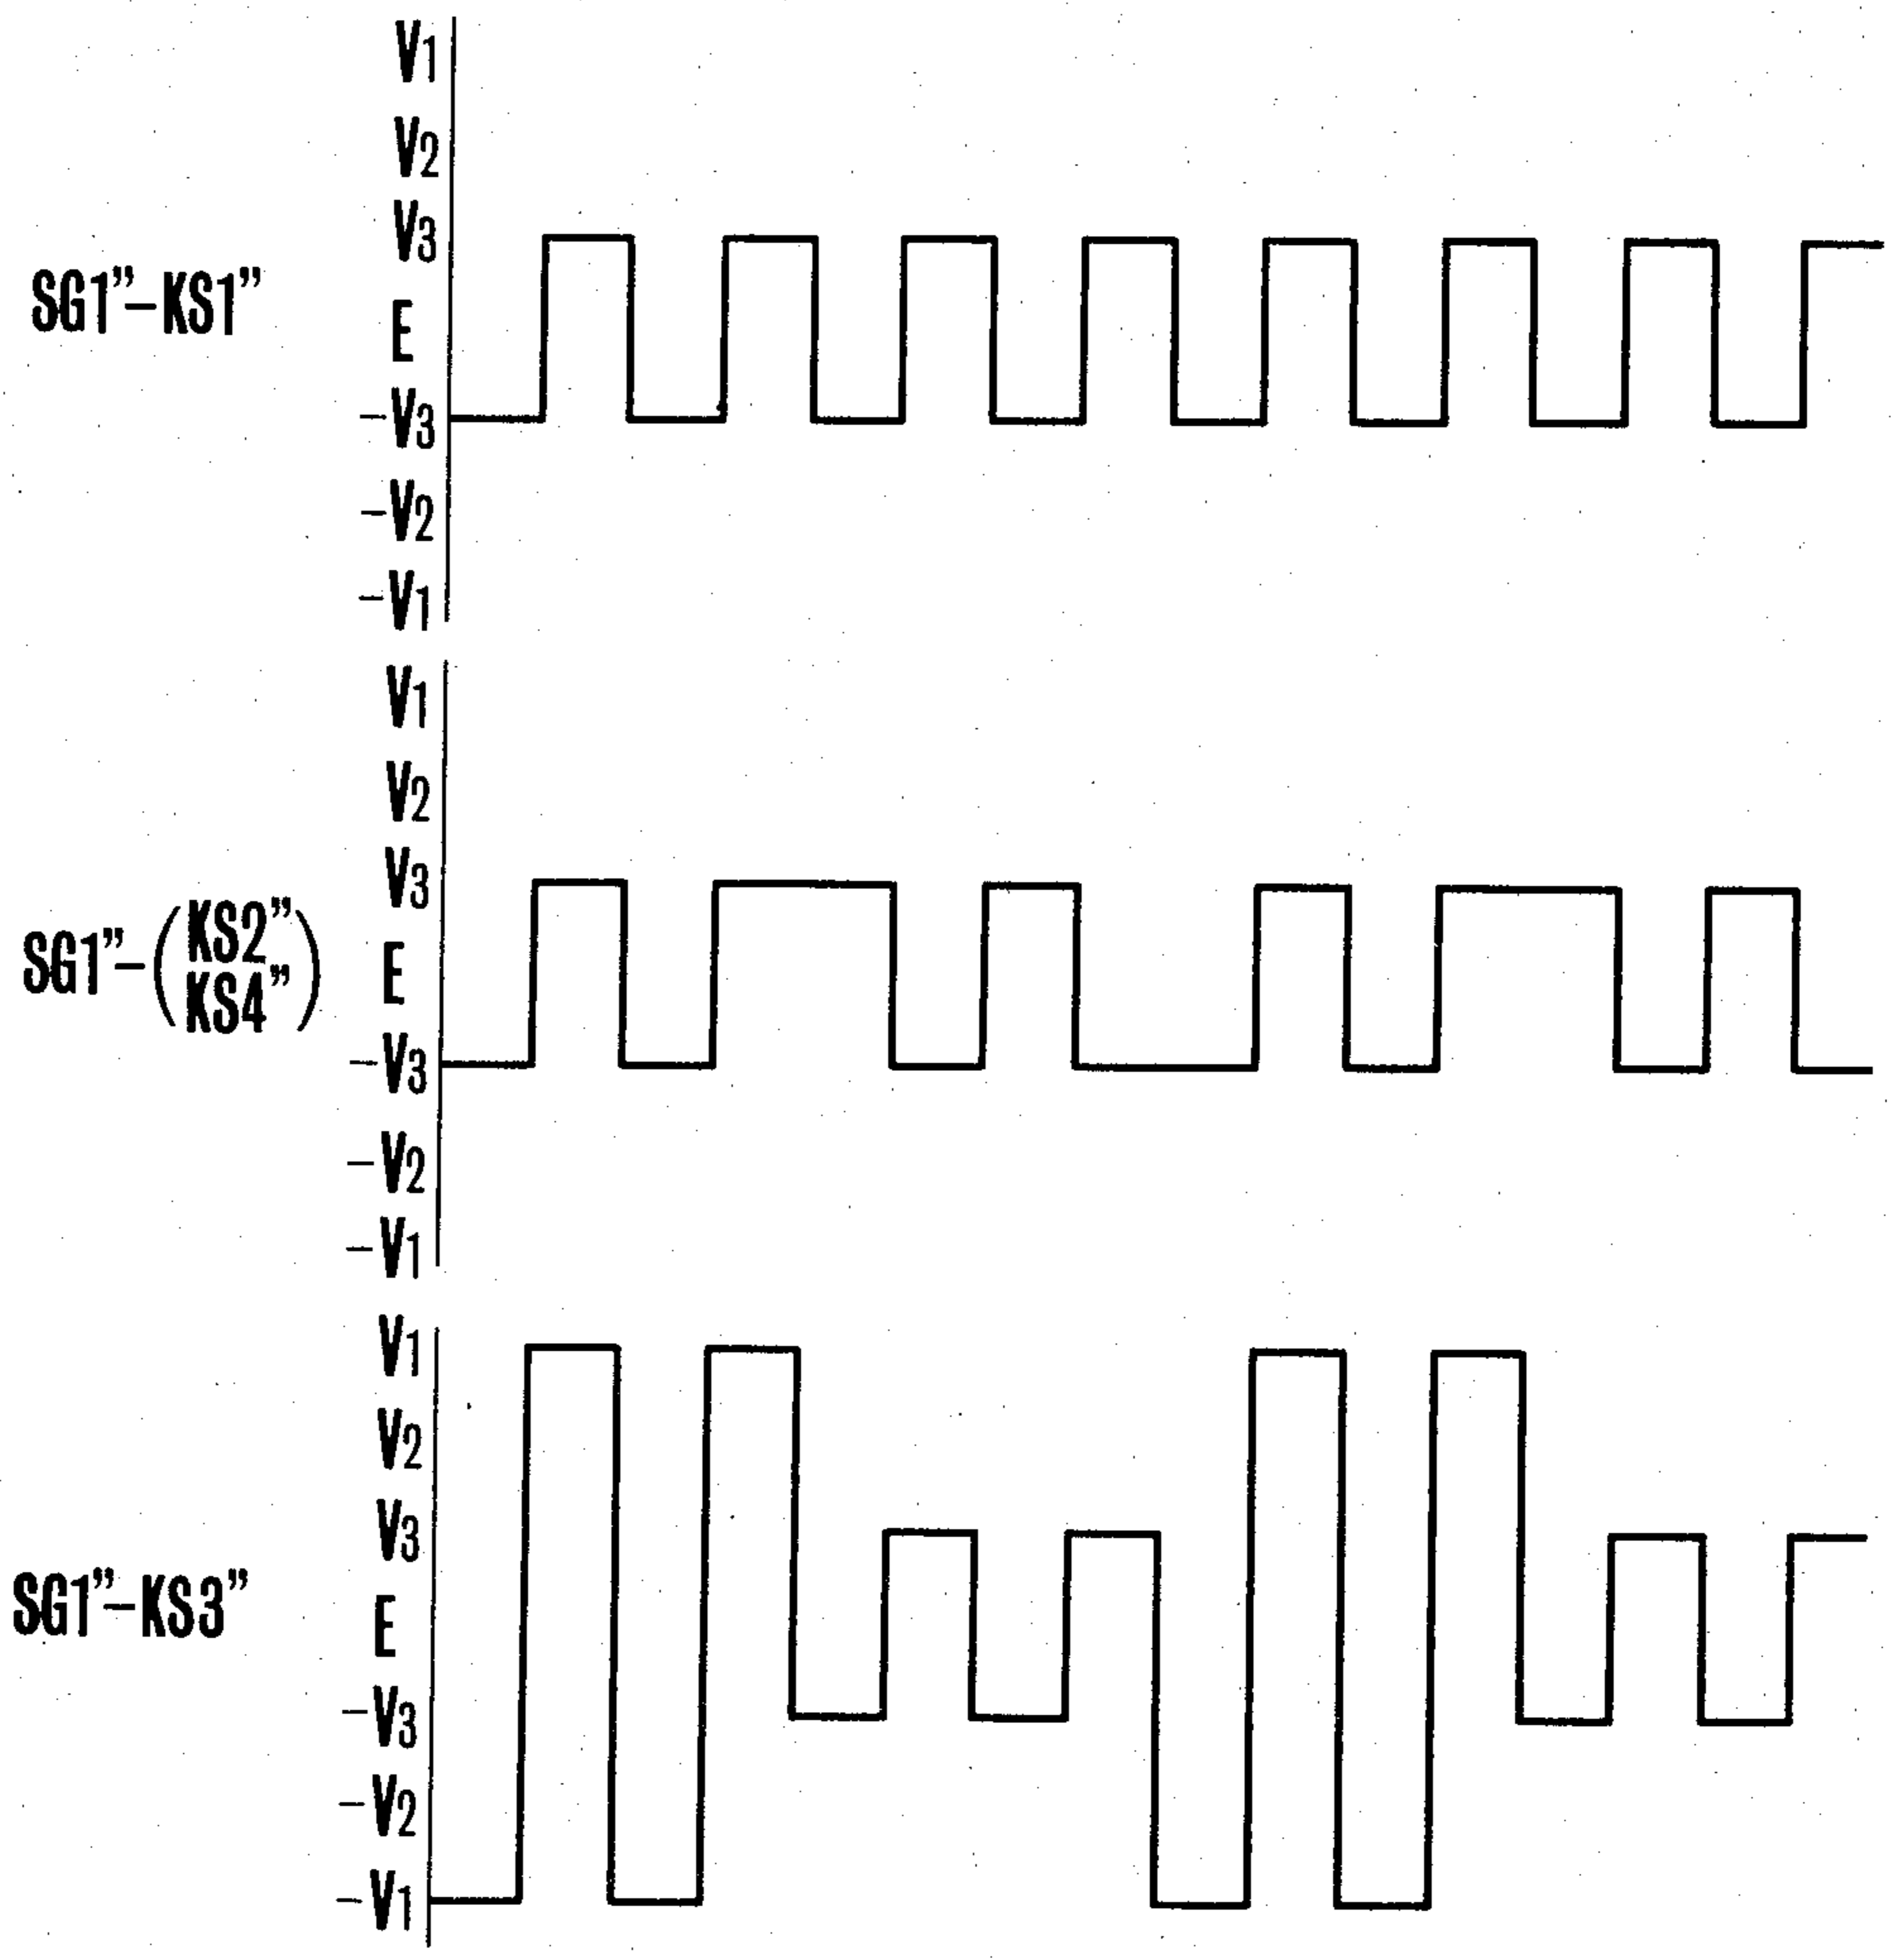 V1
V2
V3
SG1"-KS1"
E
-V3
-V2
-V1
V1
V2
V3
SG1"-(KS2"
KS4")
E
-V3
-V2
-V1
V1
V2
V3
SG1"-KS3"
E
-V3
-V2
-V1